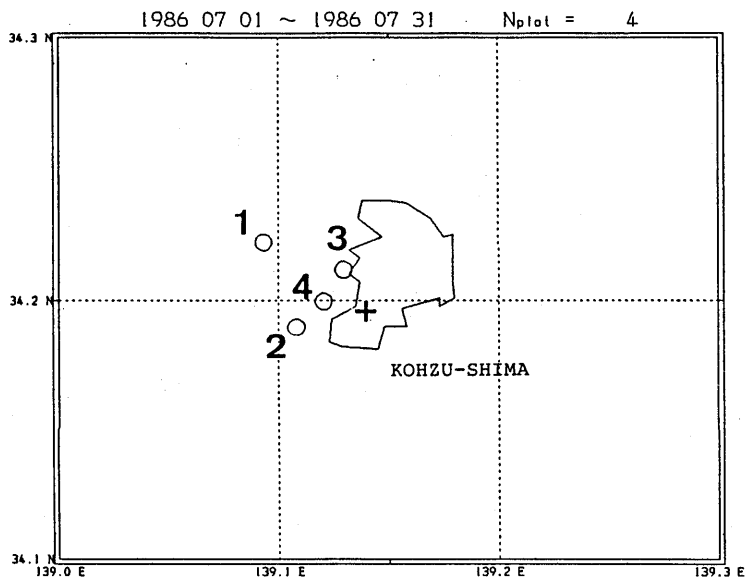 1986 07 01 ~ 1986 07 31 Nplot = 4
34.3 N
1
3
4
34.2 N
2
KOHZU-SHIMA
34.1 N
139.0 E 139.1 E 139.2 E 139.3 E